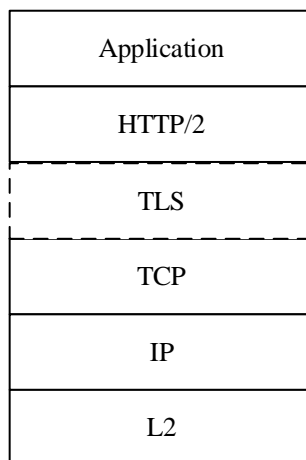 Application
HTTP/2
TLS
TCP
IP
L2